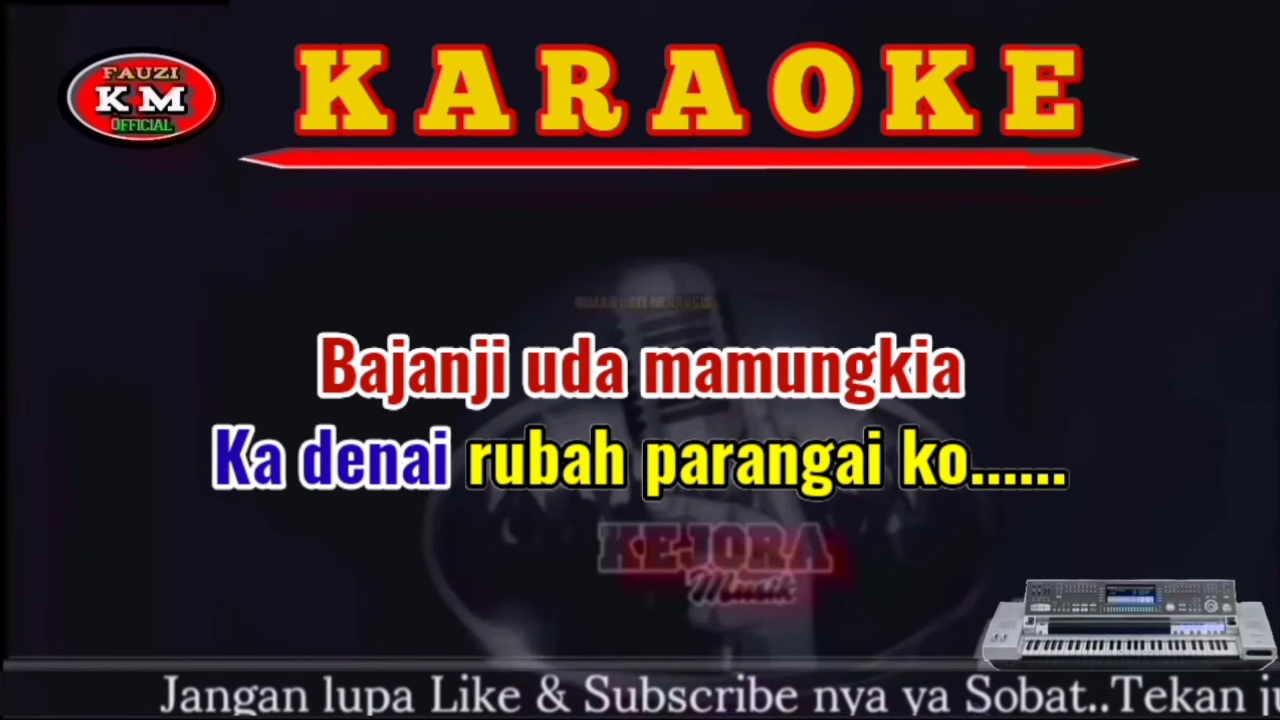 FAUZI
KM
OFFICIAL
KARAOKE
Bajanji uda mamungkia
Ka denai rubah parangai ko......
KEJORA
Musik
Jangan lupa Like & Subscribe nya ya Sobat..Tekan ju